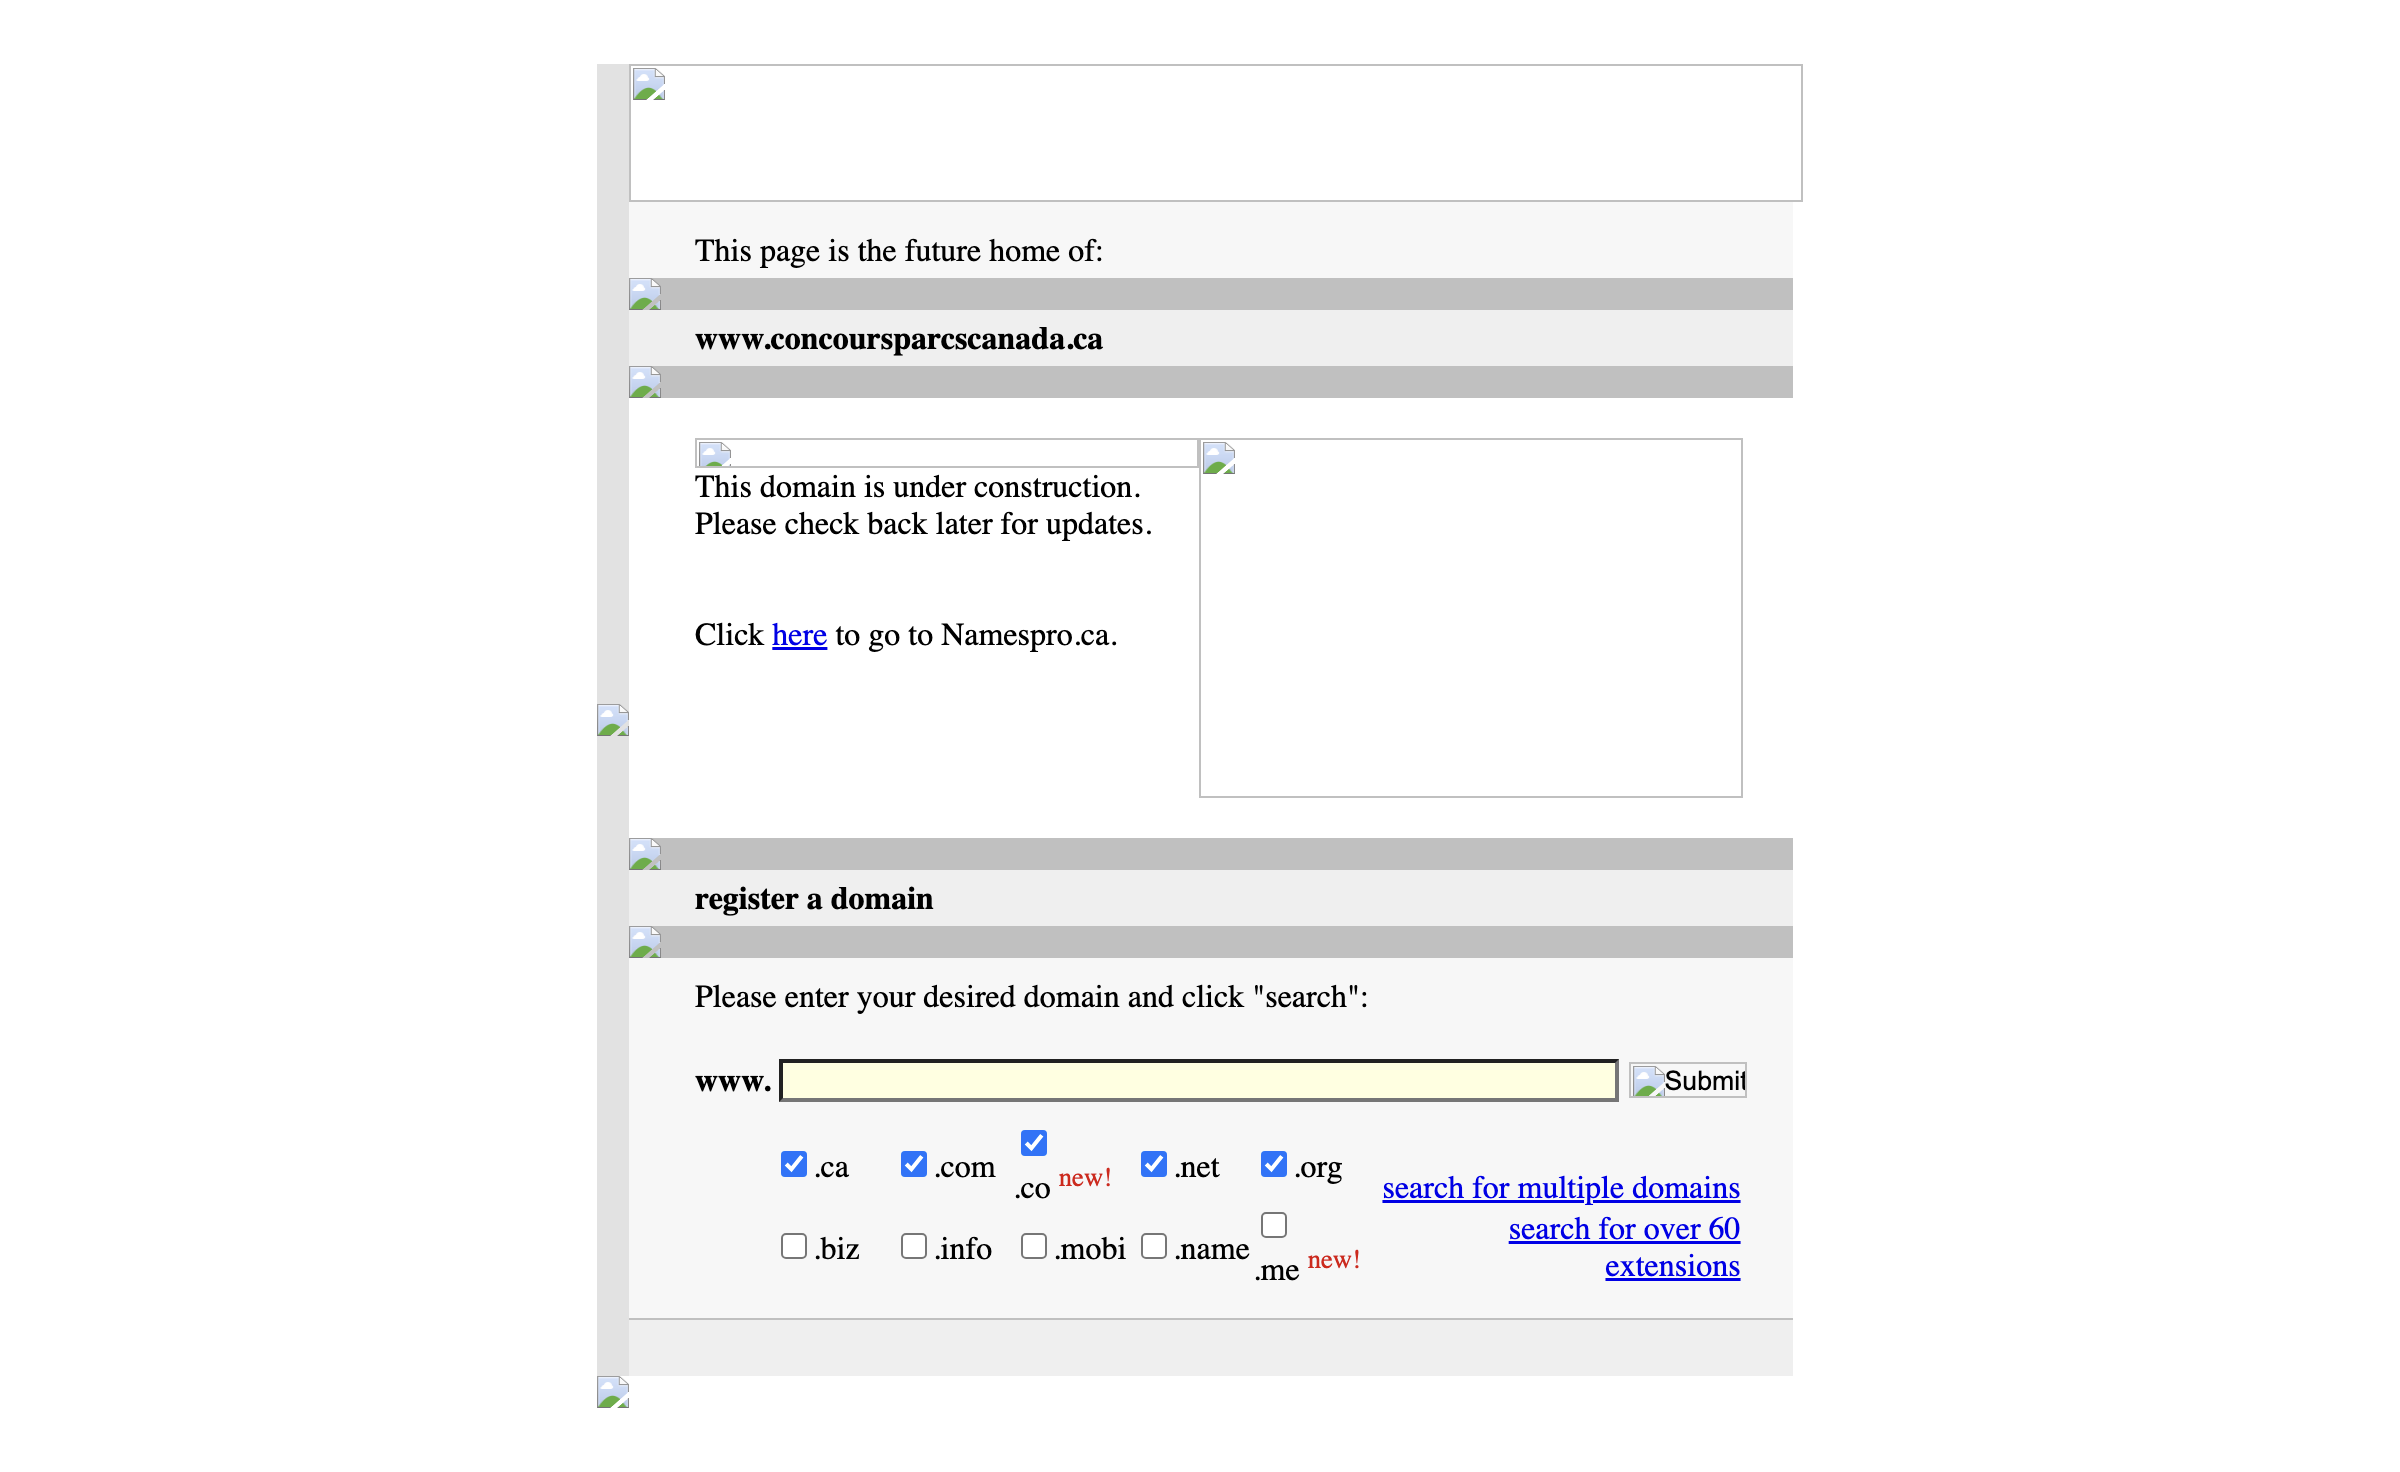 This page is the future home of:
www.concoursparcscanada.ca
This domain is under construction.
Please check back later for updates.
Click here to go to Namespro.ca.
register a domain
Please enter your desired domain and click "search":
www. Submit
.ca .com .co new! .net .org
.biz .info .mobi .name .me new!
search for multiple domains
search for over 60
extensions